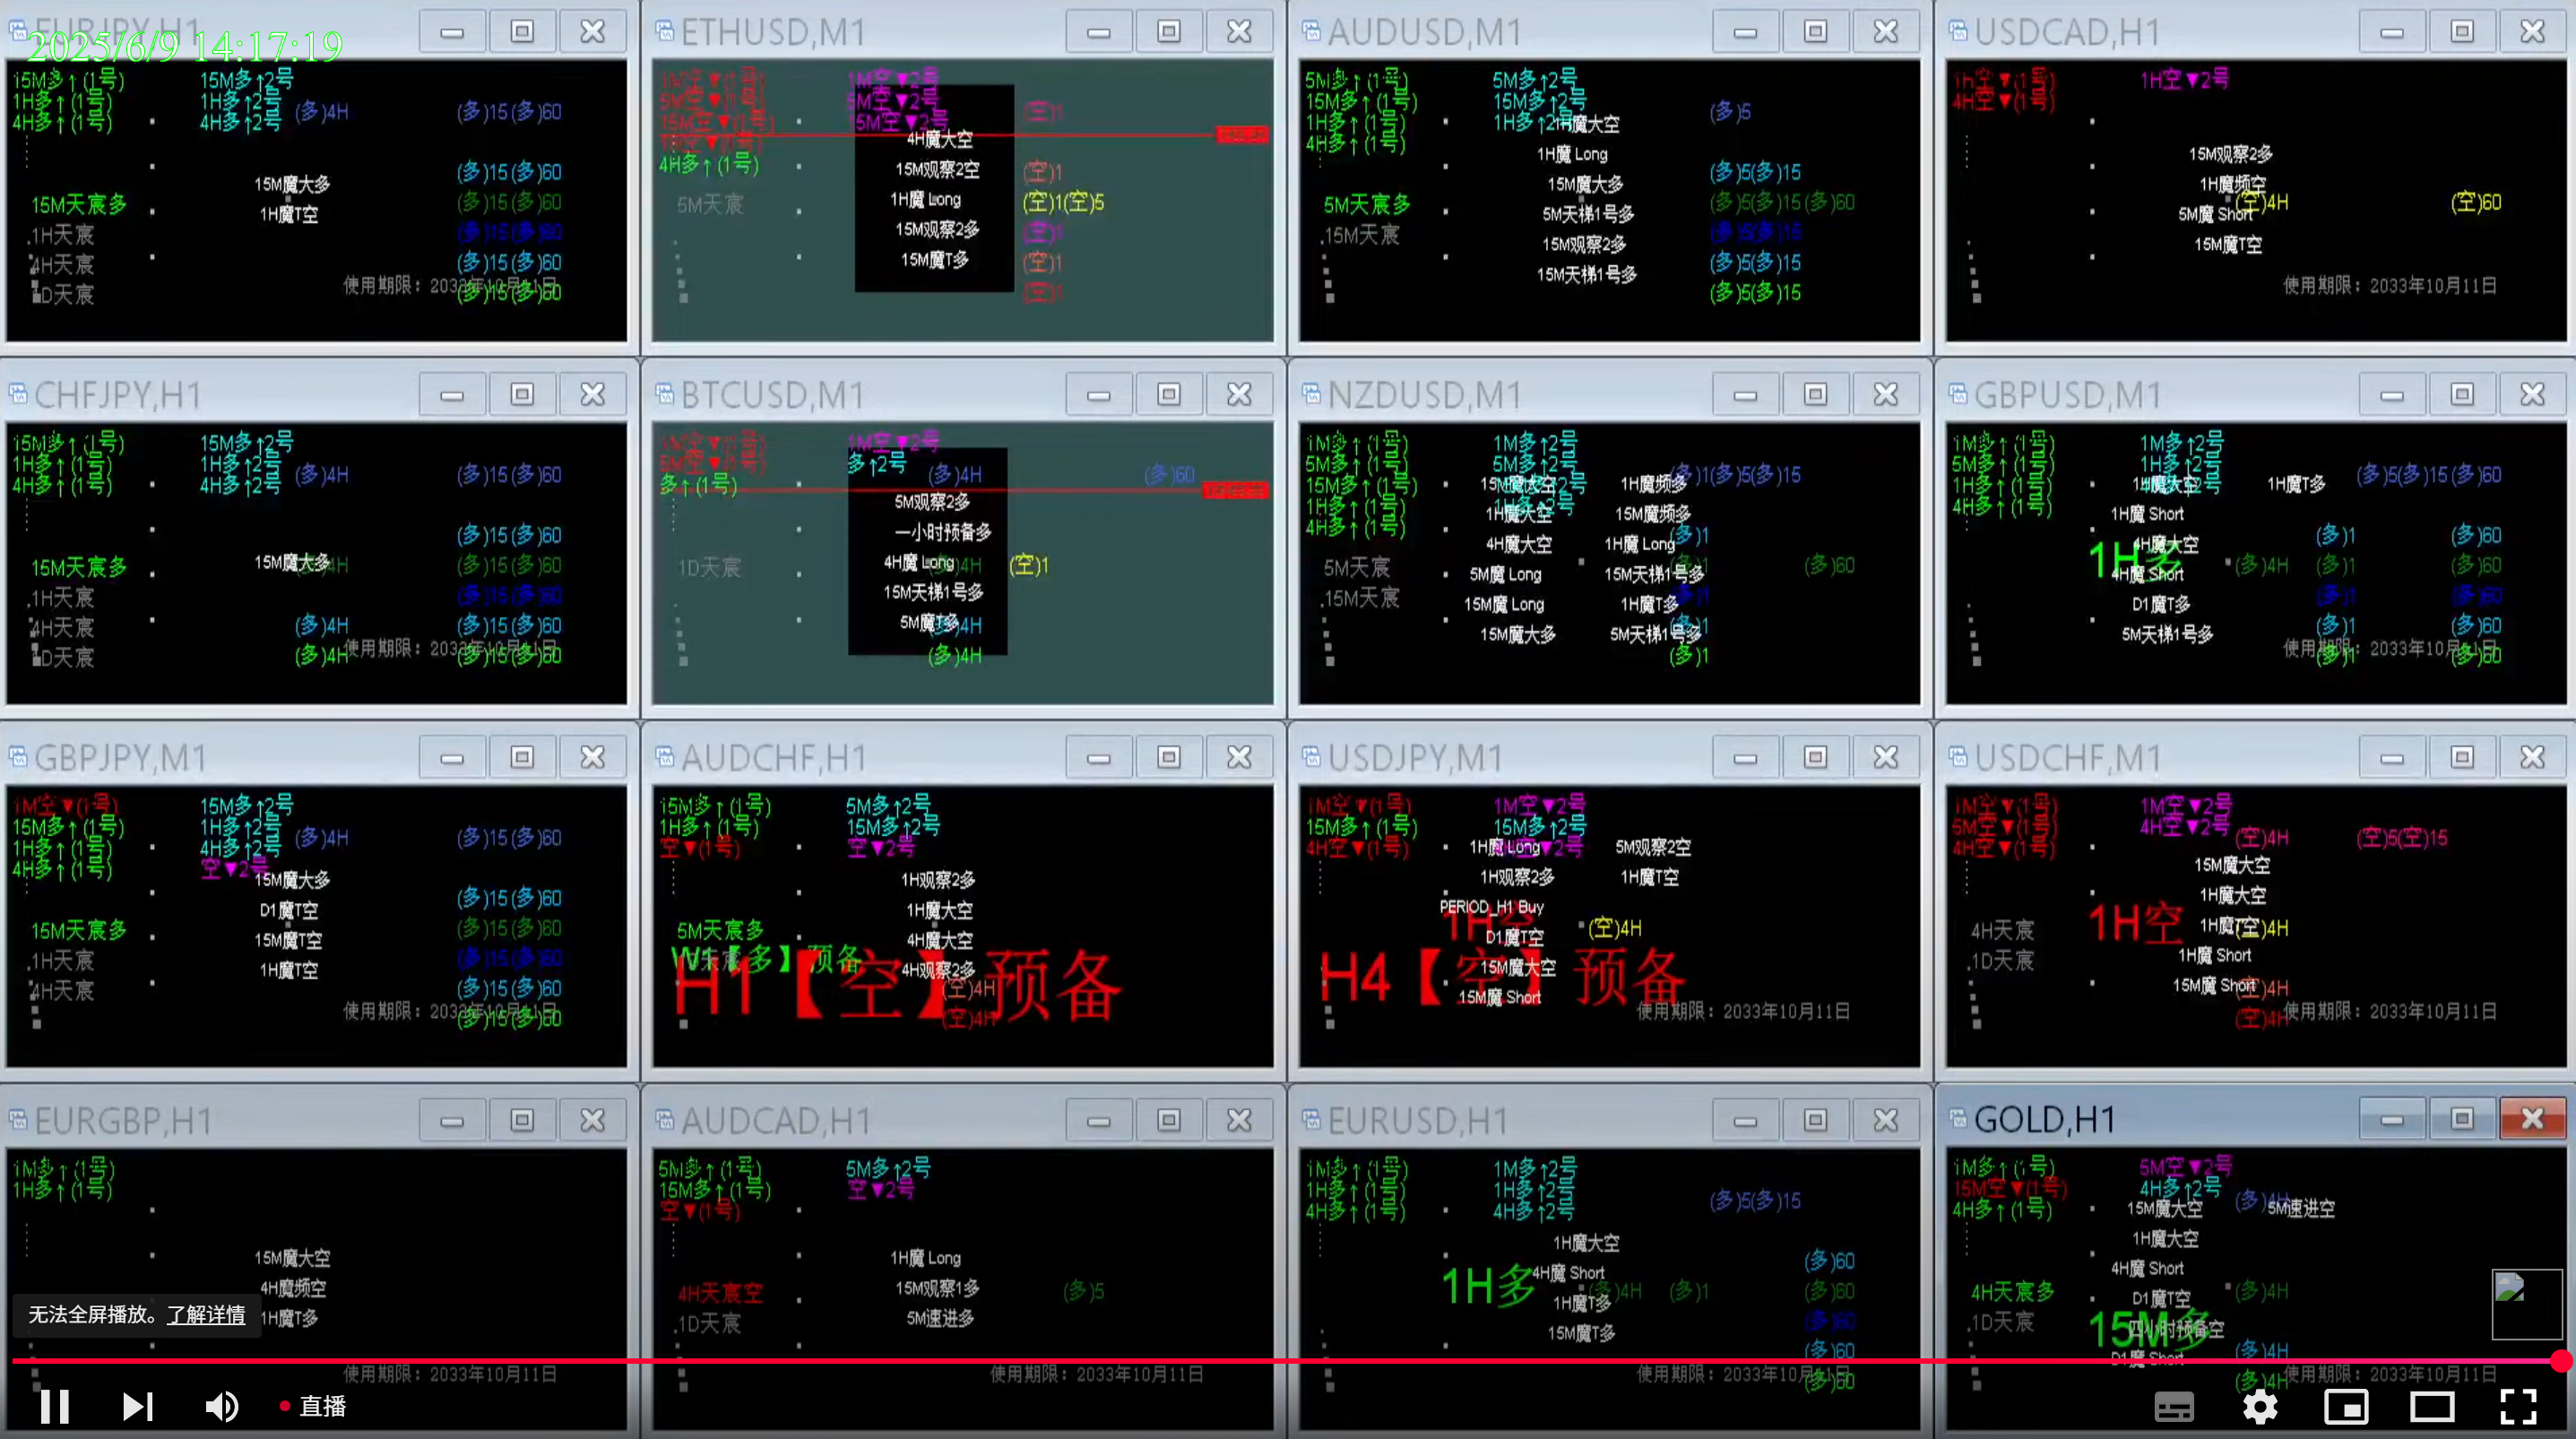 EURJPY,H1
2025/6/9 14:17:19
15M多↑(1号)
1H多↑(1号)
4H多↑(1号)
15M多↑2号
1H多↑2号
4H多↑2号
(多)4H
(多)15(多)60
(多)15(多)60
(多)15(多)60
(多)15(多)60
(多)15(多)60
(多)15(多)60
15M魔大多
1H魔T空
15M天宸多
1H天宸
4H天宸
1D天宸
使用期限：2033年10月11日
ETHUSD,M1
1M空▼(1号)
5M空▼(1号)
15M空▼(1号)
4H多↑(1号)
1M空▼2号
5M空▼2号
15M空▼2号
4H魔大空
15M观察2空
1H魔 Long
15M观察2多
15M魔T多
(空)1
(空)1
(空)1(空)5
(空)1
(空)1
(空)1
5M天宸
AUDUSD,M1
5M多↑(1号)
15M多↑(1号)
1H多↑(1号)
4H多↑(1号)
5M多↑2号
15M多↑2号
1H多↑2号
1H魔大空
1H魔 Long
15M魔大多
5M天梯1号多
15M观察2多
15M天梯1号多
(多)5
(多)5(多)15
(多)5(多)15(多)60
(多)5(多)15
(多)5(多)15
(多)5(多)15
5M天宸多
15M天宸
USDCAD,H1
1h空▼(1号)
4H空▼(1号)
1H空▼2号
15M观察2多
1H魔频空
5M魔 Short
15M魔T空
(空)4H
(空)60
使用期限：2033年10月11日
CHFJPY,H1
15M多↑(1号)
1H多↑(1号)
4H多↑(1号)
15M多↑2号
1H多↑2号
4H多↑2号
(多)4H
(多)15(多)60
(多)15(多)60
(多)15(多)60
(多)15(多)60
(多)4H
(多)15(多)60
(多)4H
(多)15(多)60
15M魔大多
15M天宸多
1H天宸
4H天宸
1D天宸
使用期限：2033年10月11日
BTCUSD,M1
1M空▼(1号)
5M空▼(1号)
多↑(1号)
1M空▼2号
多↑2号
(多)4H
(多)60
5M观察2多
一小时预备多
4H魔 Long
15M天梯1号多
5M魔T多
(多)4H
(空)1
(多)4H
(多)4H
1D天宸
NZDUSD,M1
1M多↑(1号)
5M多↑(1号)
15M多↑(1号)
1H多↑(1号)
4H多↑(1号)
1M多↑2号
5M多↑2号
15M魔大空
1H魔大空
4H魔大空
5M魔 Long
15M魔 Long
15M魔大多
1H魔频多
15M魔频多
1H魔 Long
15M天梯1号多
1H魔T多
5M天梯1号多
(多)1(多)5(多)15
(多)1
(多)60
(多)1
5M天宸
15M天宸
GBPUSD,M1
1M多↑(1号)
5M多↑(1号)
1H多↑(1号)
4H多↑(1号)
1M多↑2号
1H多↑2号
1H魔大空
1H魔 Short
4H魔大空
4H魔 Short
D1魔T多
5M天梯1号多
1H魔T多
1H多
(多)5(多)15(多)60
(多)1
(多)60
(多)4H
(多)1
(多)60
(多)1
(多)60
(多)1
(多)60
(多)1
(多)60
使用期限：2033年10月11日
GBPJPY,M1
1M空▼(1号)
15M多↑(1号)
1H多↑(1号)
4H多↑(1号)
15M多↑2号
1H多↑2号
4H多↑2号
空▼2号
(多)4H
(多)15(多)60
(多)15(多)60
(多)15(多)60
(多)15(多)60
(多)15(多)60
(多)15(多)60
15M魔大多
D1魔T空
15M魔T空
1H魔T空
15M天宸多
1H天宸
4H天宸
使用期限：2033年10月11日
AUDCHF,H1
15M多↑(1号)
1H多↑(1号)
空▼(1号)
5M多↑2号
15M多↑2号
空▼2号
1H观察2多
1H魔大空
4H魔大空
4H观察2多
5M天宸多
W1【多】预备
H1【空】预备
(空)4H
(空)4H
USDJPY,M1
1M空▼(1号)
15M多↑(1号)
4H空▼(1号)
1M空▼2号
15M多↑2号
1H魔 Long
1H观察2多
PERIOD_H1 Buy
D1魔T空
15M魔大空
15M魔 Short
5M观察2空
1H魔T空
1H空
(空)4H
H4【空】预备
使用期限：2033年10月11日
USDCHF,M1
1M空▼(1号)
5M空▼(1号)
4H空▼(1号)
1M空▼2号
4H空▼2号
(空)4H
(空)5(空)15
15M魔大空
1H魔大空
1H魔T空
1H魔 Short
15M魔 Short
(空)4H
(空)4H
(空)4H
1H空
4H天宸
1D天宸
使用期限：2033年10月11日
EURGBP,H1
1M多↑(1号)
1H多↑(1号)
15M魔大空
4H魔频空
1H魔T多
使用期限：2033年10月11日
AUDCAD,H1
5M多↑(1号)
15M多↑(1号)
空▼(1号)
5M多↑2号
空▼2号
1H魔 Long
15M观察1多
5M速进多
(多)5
4H天宸空
1D天宸
使用期限：2033年10月11日
EURUSD,H1
1M多↑(1号)
1H多↑(1号)
4H多↑(1号)
1M多↑2号
1H多↑2号
4H多↑2号
(多)5(多)15
1H魔大空
4H魔 Short
1H魔T多
15M魔T多
1H多
(多)4H
(多)1
(多)60
(多)60
(多)60
(多)60
(多)60
使用期限：2033年10月11日
GOLD,H1
1M多↑(1号)
15M空▼(1号)
4H多↑(1号)
5M空▼2号
4H多↑2号
(多)4H
5M速进空
15M魔大空
1H魔大空
4H魔 Short
D1魔T空
四小时预备空
D1魔 Short
(多)4H
(多)4H
(多)4H
4H天宸多
1D天宸
15M多
使用期限：2033年10月11日
无法全屏播放。了解详情
直播